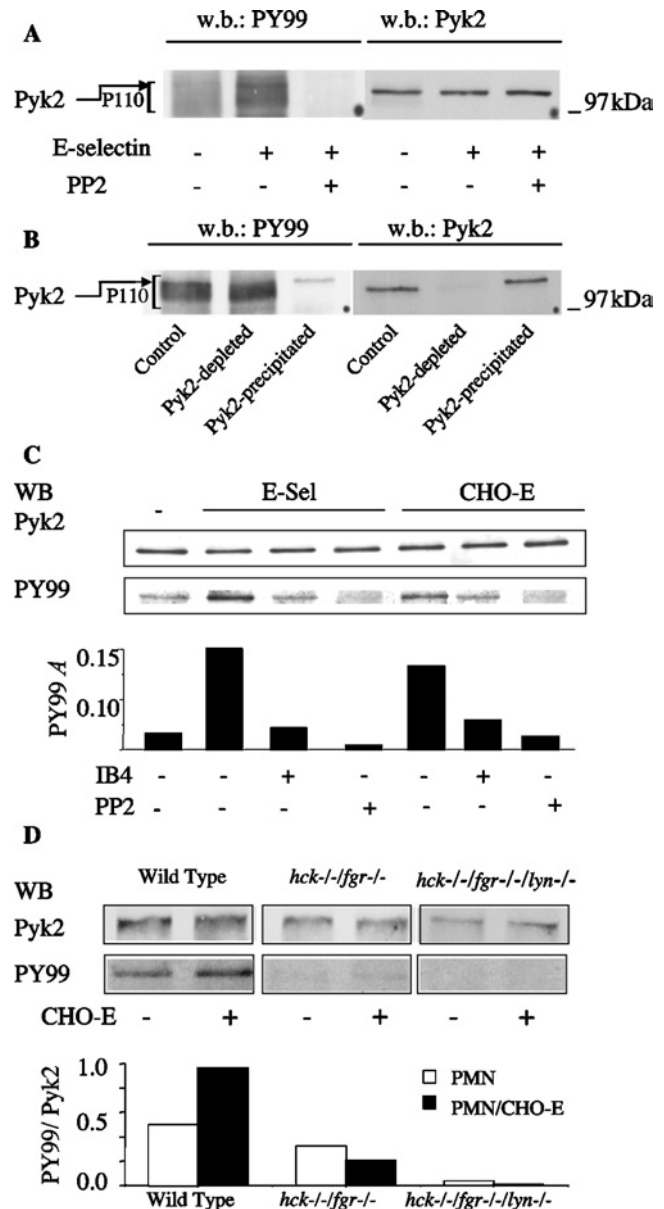 A
w.b.: PY99 w.b.: Pyk2
Pyk2 P110 97kDa
E-selectin - + + - + +
PP2 - - + - - +
B
w.b.: PY99 w.b.: Pyk2
Pyk2 P110 97kDa
Control Pyk2-depleted Pyk2-precipitated Control Pyk2-depleted Pyk2-precipitated
C
WB - E-Sel CHO-E
Pyk2
PY99
PY99 A
0.15
0.10
IB4 - - + - - + -
PP2 - - - + - - +
D
Wild Type hck-/-fgr-/- hck-/-fgr-/-lyn-/-
WB
Pyk2
PY99
CHO-E - + - + - +
PY99/ Pyk2
1.0
0.5
0.0
PMN
PMN/CHO-E
Wild Type hck-/-fgr-/- hck-/-fgr-/-lyn-/-